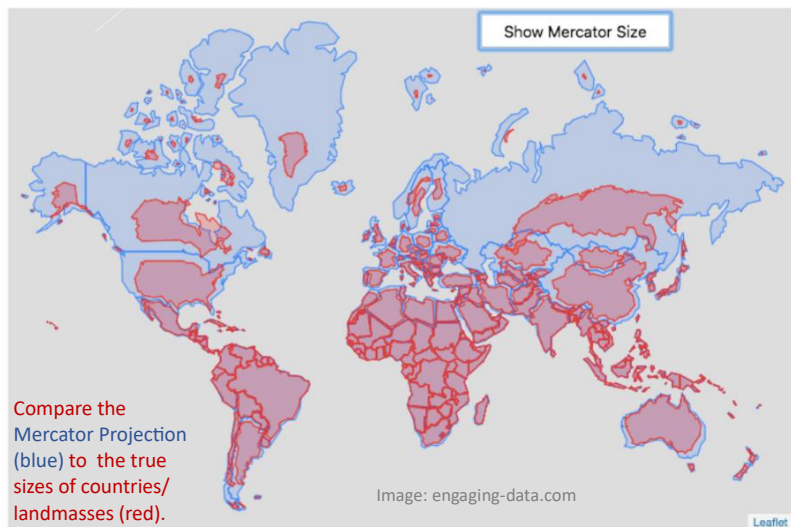 Show Mercator Size
Compare the
Mercator Projection
(blue) to the true
sizes of countries/
landmasses (red).
Image: engaging-data.com
Leaflet